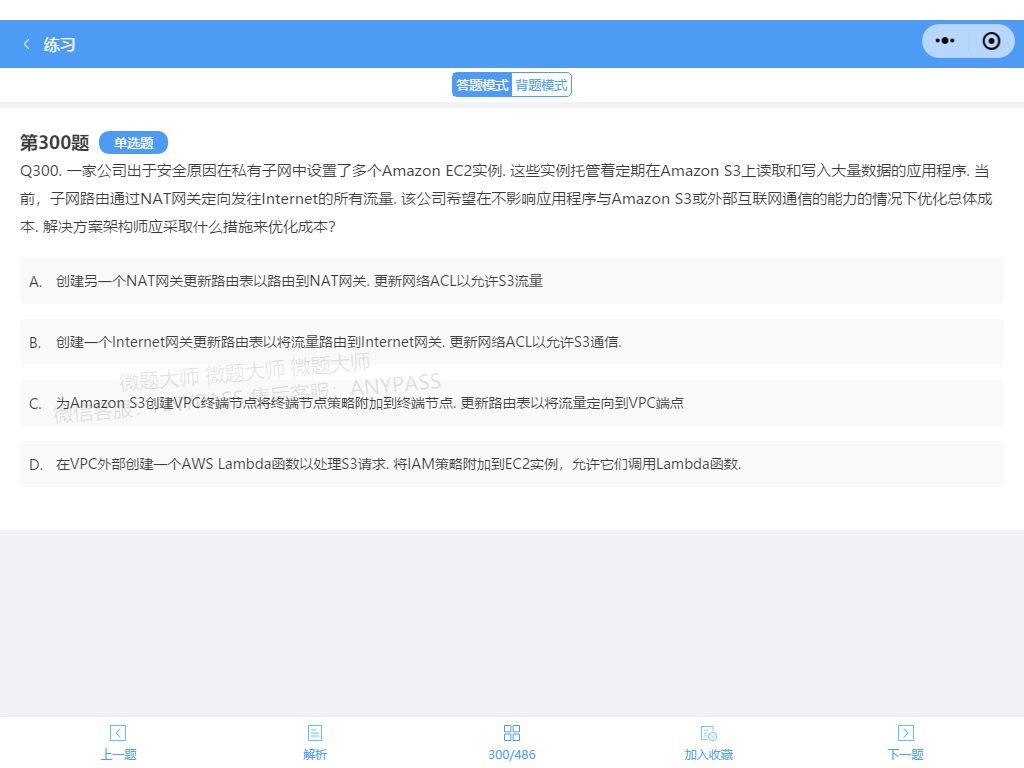 练习
答题模式 背题模式
第300题 单选题
Q300. 一家公司出于安全原因在私有子网中设置了多个Amazon EC2实例. 这些实例托管着定期在Amazon S3上读取和写入大量数据的应用程序. 当
前，子网路由通过NAT网关定向发往Internet的所有流量. 该公司希望在不影响应用程序与Amazon S3或外部互联网通信的能力的情况下优化总体成
本. 解决方案架构师应采取什么措施来优化成本?
A. 创建另一个NAT网关更新路由表以路由到NAT网关. 更新网络ACL以允许S3流量
B. 创建一个Internet网关更新路由表以将流量路由到Internet网关. 更新网络ACL以允许S3通信.
微题大师 微题大师 微题大师
微信客服: ANYPASS 售后客服: ANYPASS
C. 为Amazon S3创建VPC终端节点将终端节点策略附加到终端节点. 更新路由表以将流量定向到VPC端点
D. 在VPC外部创建一个AWS Lambda函数以处理S3请求. 将IAM策略附加到EC2实例，允许它们调用Lambda函数.
上一题 解析 300/486 加入收藏 下一题